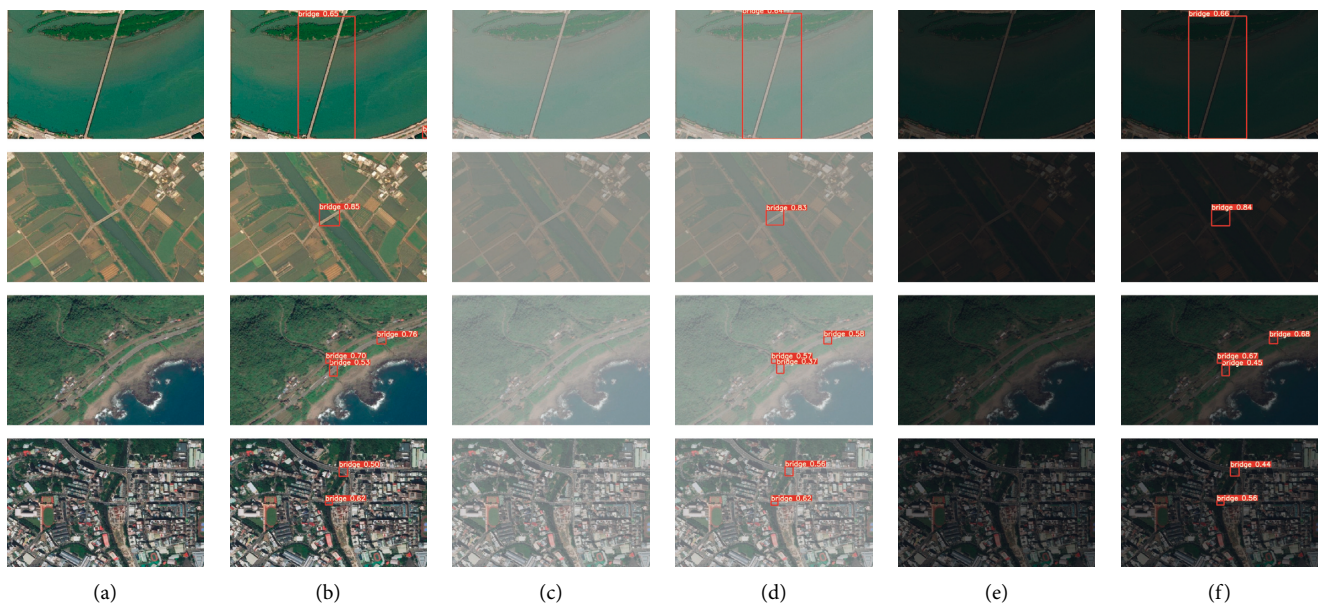 bridge 0.65
bridge 0.64
bridge 0.66
bridge 0.85
bridge 0.83
bridge 0.84
bridge 0.76
bridge 0.70
bridge 0.53
bridge 0.58
bridge 0.57
bridge 0.37
bridge 0.68
bridge 0.67
bridge 0.45
bridge 0.50
bridge 0.62
bridge 0.56
bridge 0.62
bridge 0.44
bridge 0.56
(a) (b) (c) (d) (e) (f)